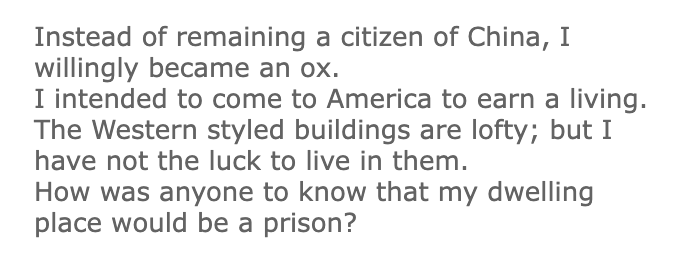 Instead of remaining a citizen of China, I
willingly became an ox.
I intended to come to America to earn a living.
The Western styled buildings are lofty; but I
have not the luck to live in them.
How was anyone to know that my dwelling
place would be a prison?